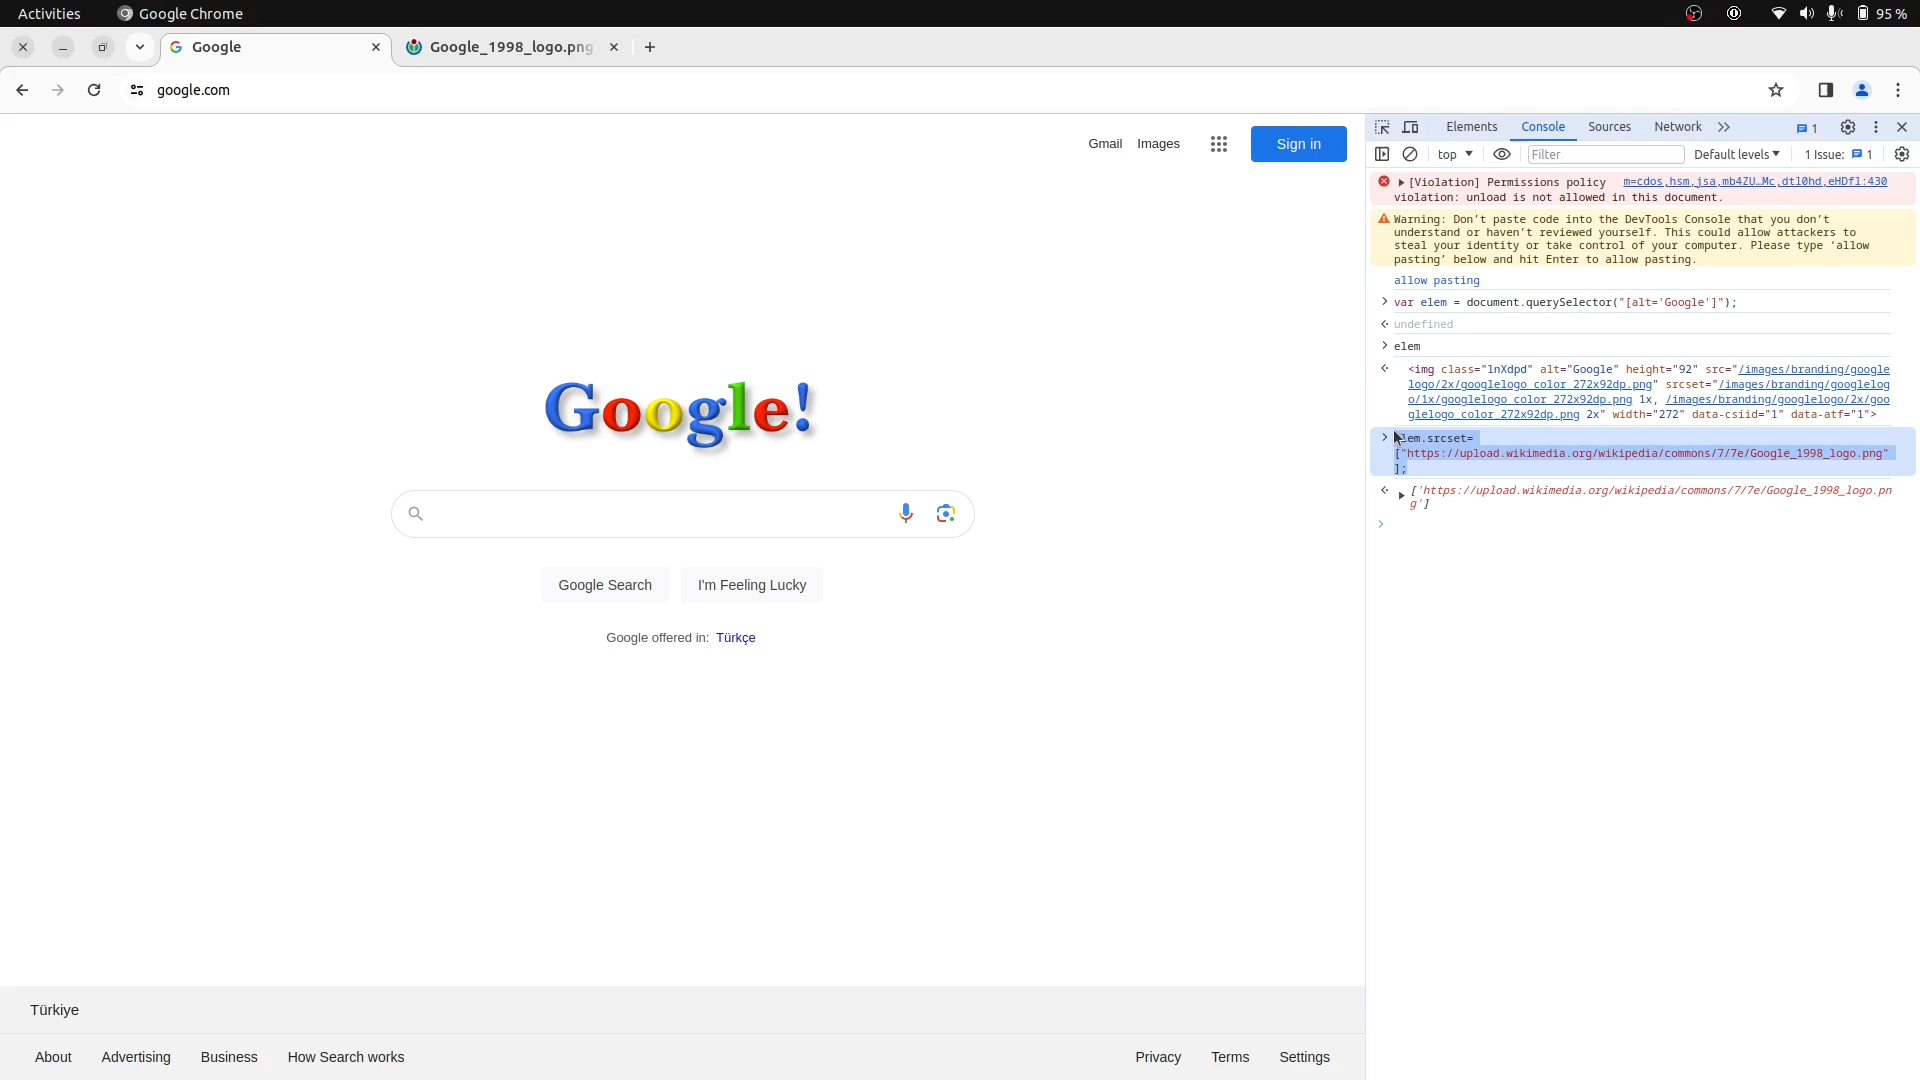 Activities
Google Chrome
95 %
Google
Google_1998_logo.png
google.com
Gmail
Images
Sign in
Google!
Google Search
I'm Feeling Lucky
Google offered in: Türkçe
Türkiye
About
Advertising
Business
How Search works
Privacy
Terms
Settings
Elements
Console
Sources
Network
1
top
Filter
Default levels
1 Issue:
1
[Violation] Permissions policy
m=cdos,hsm,jsa,mb4ZU…Mc,dtl0hd,eHDfl:430
violation: unload is not allowed in this document.
Warning: Don’t paste code into the DevTools Console that you don’t
understand or haven’t reviewed yourself. This could allow attackers to
steal your identity or take control of your computer. Please type ‘allow
pasting’ below and hit Enter to allow pasting.
allow pasting
var elem = document.querySelector("[alt='Google']");
undefined
elem
<img class="lnXdpd" alt="Google" height="92" src="/images/branding/google
logo/2x/googlelogo_color_272x92dp.png" srcset="/images/branding/googlelog
o/1x/googlelogo_color_272x92dp.png 1x, /images/branding/googlelogo/2x/goo
glelogo_color_272x92dp.png 2x" width="272" data-csiid="1" data-atf="1">
elem.srcset=
["https://upload.wikimedia.org/wikipedia/commons/7/7e/Google_1998_logo.png"
];
['https://upload.wikimedia.org/wikipedia/commons/7/7e/Google_1998_logo.pn
g']